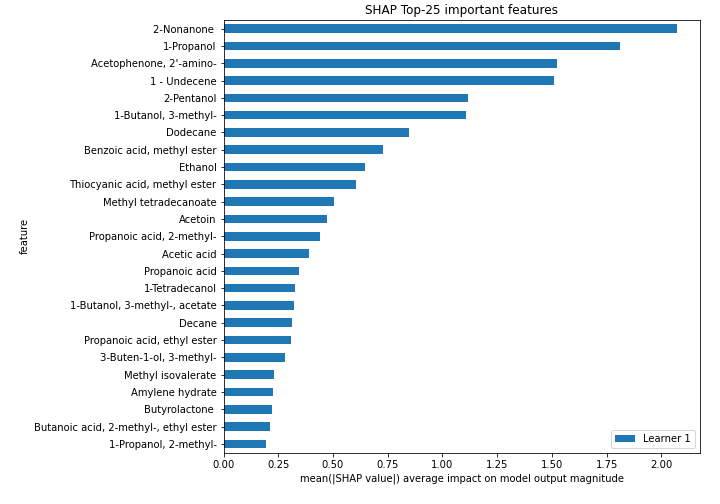 SHAP Top-25 important features
2-Nonanone
1-Propanol
Acetophenone, 2'-amino-
1 - Undecene
2-Pentanol
1-Butanol, 3-methyl-
Dodecane
Benzoic acid, methyl ester
Ethanol
Thiocyanic acid, methyl ester
Methyl tetradecanoate
Acetoin
Propanoic acid, 2-methyl-
Acetic acid
Propanoic acid
1-Tetradecanol
1-Butanol, 3-methyl-, acetate
Decane
Propanoic acid, ethyl ester
3-Buten-1-ol, 3-methyl-
Methyl isovalerate
Amylene hydrate
Butyrolactone
Butanoic acid, 2-methyl-, ethyl ester
1-Propanol, 2-methyl-
feature
Learner 1
0.00 0.25 0.50 0.75 1.00 1.25 1.50 1.75 2.00
mean(|SHAP value|) average impact on model output magnitude